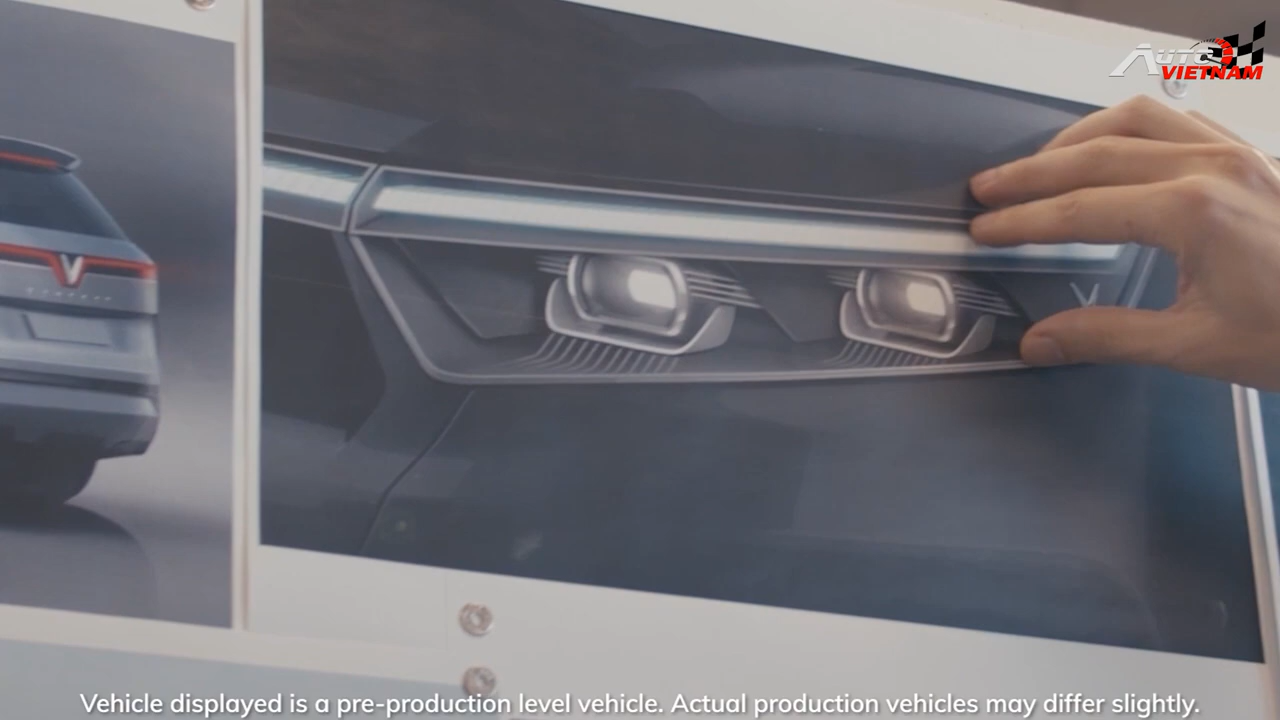 AUTO
VIETNAM
Vehicle displayed is a pre-production level vehicle. Actual production vehicles may differ slightly.